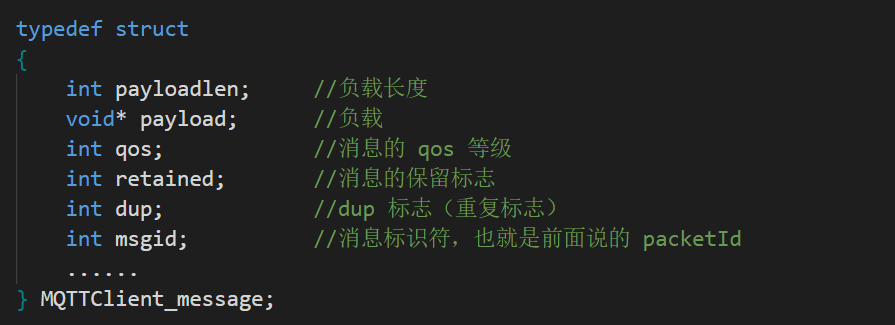 typedef struct
{
int payloadlen; //负载长度
void* payload; //负载
int qos; //消息的 qos 等级
int retained; //消息的保留标志
int dup; //dup 标志（重复标志）
int msgid; //消息标识符，也就是前面说的 packetId
......
} MQTTClient_message;